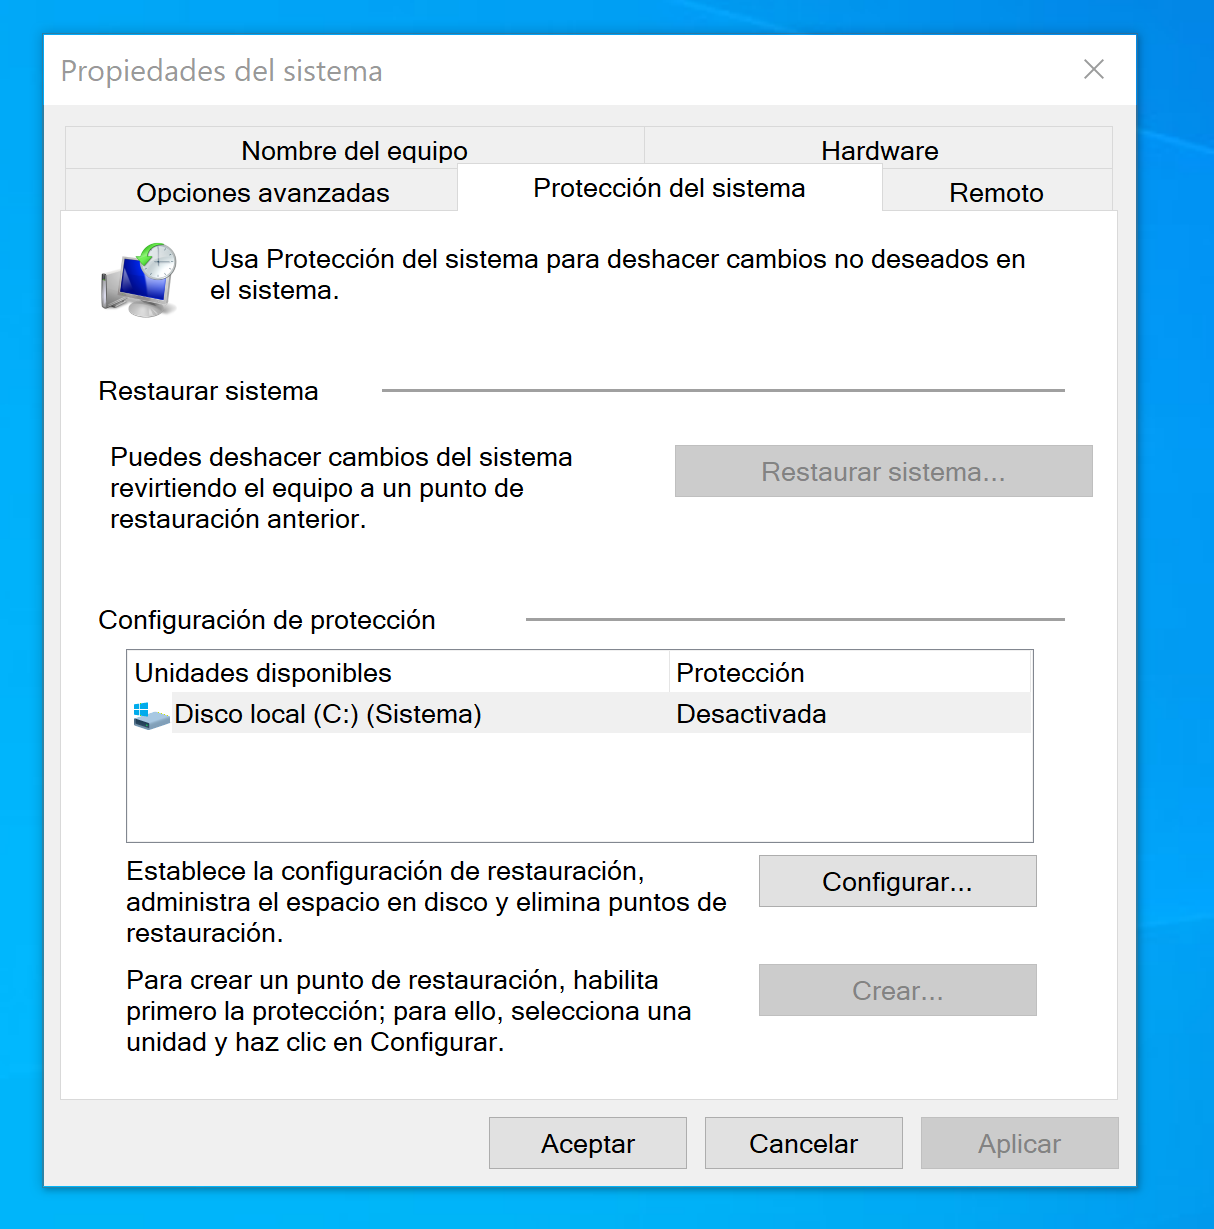 Propiedades del sistema
Nombre del equipo
Hardware
Opciones avanzadas
Protección del sistema
Remoto
Usa Protección del sistema para deshacer cambios no deseados en
el sistema.
Restaurar sistema
Puedes deshacer cambios del sistema
revirtiendo el equipo a un punto de
restauración anterior.
Restaurar sistema...
Configuración de protección
Unidades disponibles
Protección
Disco local (C:) (Sistema)
Desactivada
Establece la configuración de restauración,
administra el espacio en disco y elimina puntos de
restauración.
Configurar...
Para crear un punto de restauración, habilita
primero la protección; para ello, selecciona una
unidad y haz clic en Configurar.
Crear...
Aceptar
Cancelar
Aplicar